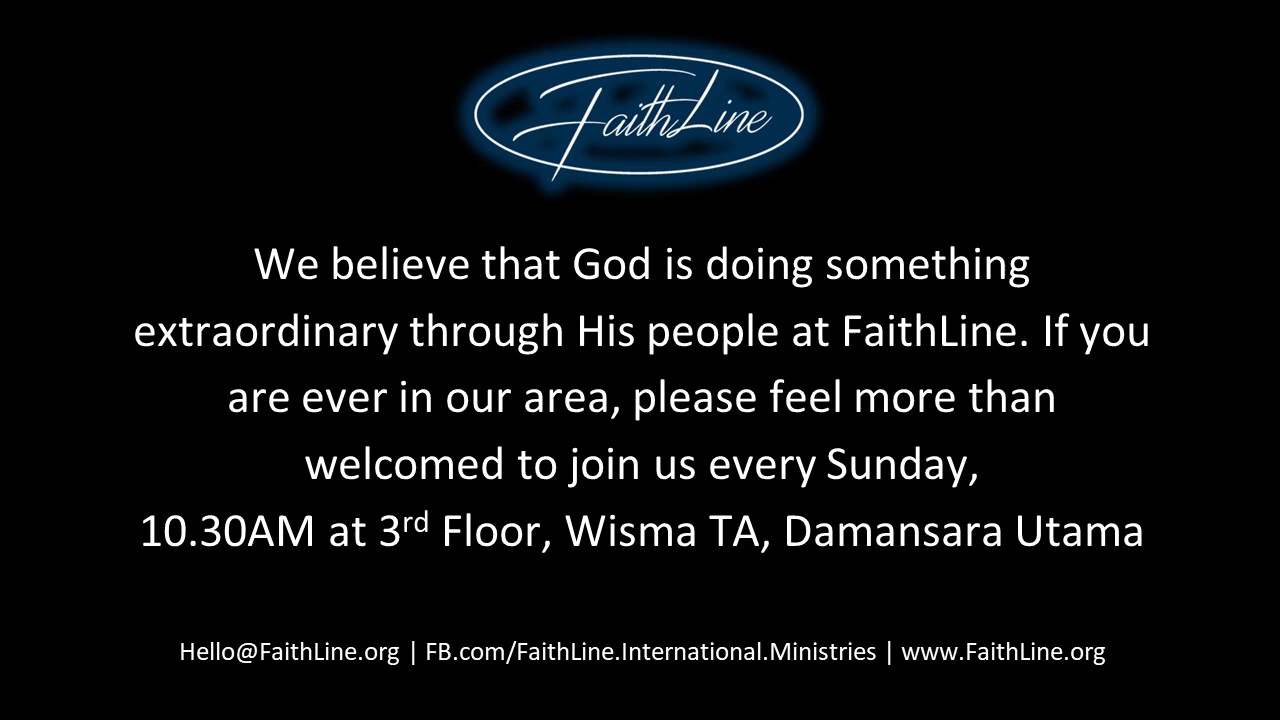 FaithLine
We believe that God is doing something
extraordinary through His people at FaithLine. If you
are ever in our area, please feel more than
welcomed to join us every Sunday,
10.30AM at 3rd Floor, Wisma TA, Damansara Utama
Hello@FaithLine.org | FB.com/FaithLine.International.Ministries | www.FaithLine.org